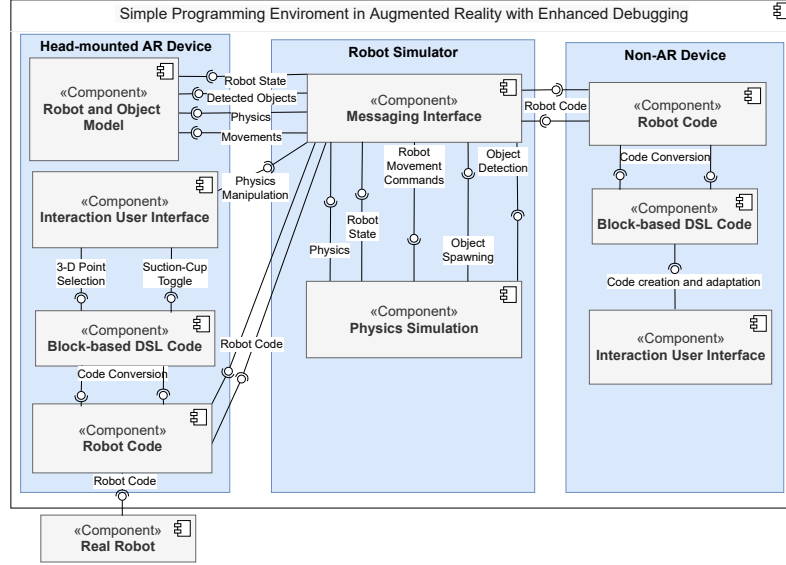 Simple Programming Enviroment in Augmented Reality with Enhanced Debugging
Head-mounted AR Device
«Component»
Robot and Object
Model
Robot State
Detected Objects
Physics
Movements
Physics
Manipulation
«Component»
Interaction User Interface
3-D Point
Selection
Suction-Cup
Toggle
«Component»
Block-based DSL Code
Code Conversion
«Component»
Robot Code
Robot Code
Robot Code
«Component»
Real Robot
Robot Simulator
«Component»
Messaging Interface
Physics
Robot
State
Robot
Movement
Commands
Object
Spawning
Object
Detection
«Component»
Physics Simulation
Robot Code
Non-AR Device
«Component»
Robot Code
Code Conversion
«Component»
Block-based DSL Code
Code creation and adaptation
«Component»
Interaction User Interface